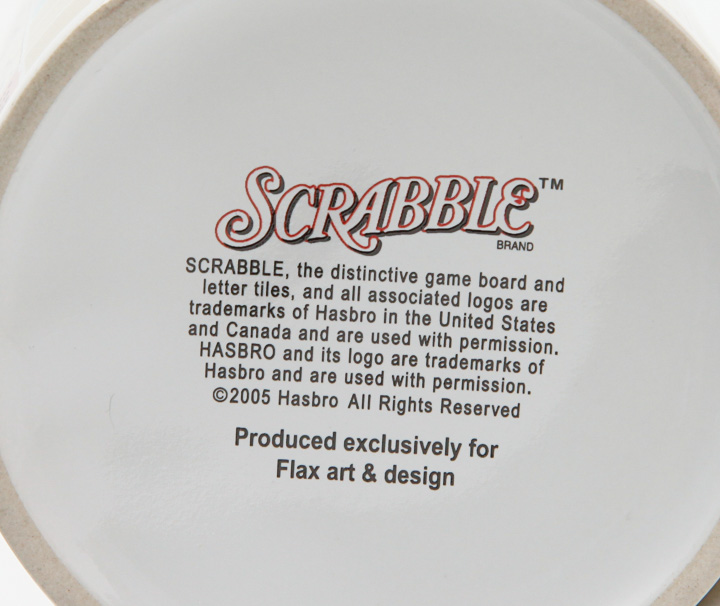 SCRABBLE™
BRAND
SCRABBLE, the distinctive game board and
letter tiles, and all associated logos are
trademarks of Hasbro in the United States
and Canada and are used with permission.
HASBRO and its logo are trademarks of
Hasbro and are used with permission.
©2005 Hasbro All Rights Reserved
Produced exclusively for
Flax art & design